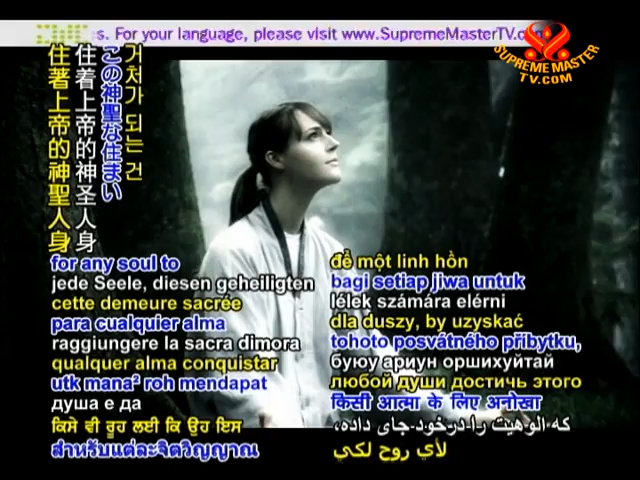 s. For your language, please visit www.SupremeMasterTV.com
SUPREME MASTER
TV.COM
거처가 되는 건
この神聖な住まい
住着上帝的神圣人身
住著上帝的神聖人身
for any soul to
jede Seele, diesen geheiligten
cette demeure sacrée
para cualquier alma
raggiungere la sacra dimora
qualquer alma conquistar
utk mana² roh mendapat
душа е да
ਕਿਸੇ ਵੀ ਰੂਹ ਲਈ ਕਿ ਉਹ ਇਸ
สำหรับแต่ละจิตวิญญาณ
để một linh hồn
bagi setiap jiwa untuk
lélek számára elérni
dla duszy, by uzyskać
tohoto posvátného příbytku,
буюу ариун оршихуйтай
любой души достичь этого
किसी आत्मा के लिए अनोखा
که الوهیت را در خود جای داده،
لأي روح لكي